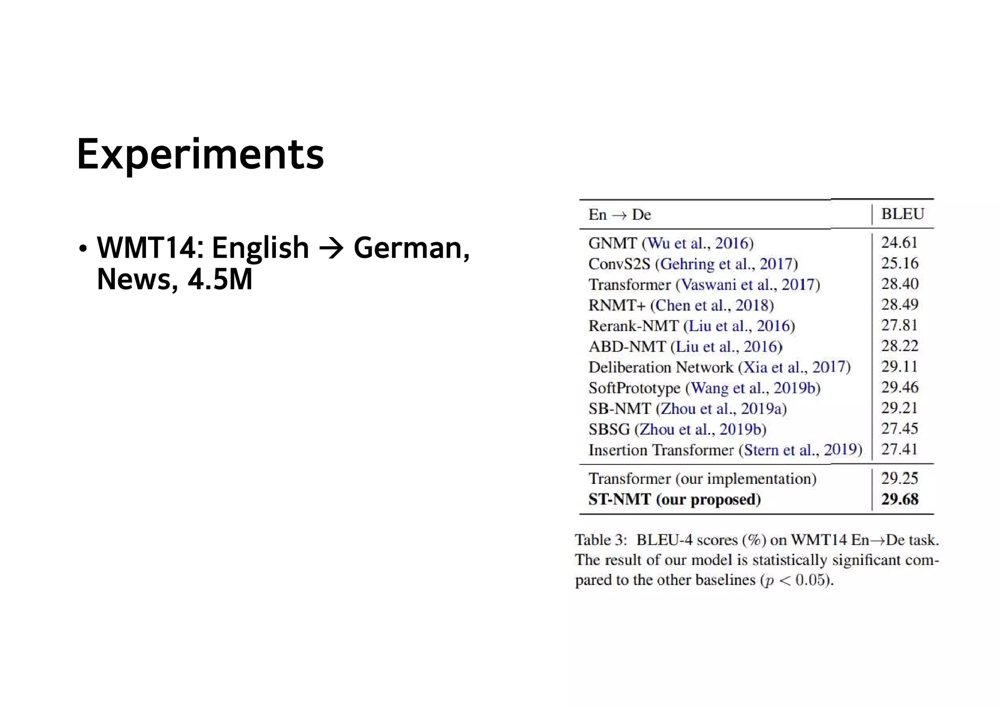 Experiments
• WMT14: English → German,
News, 4.5M
En → De BLEU
GNMT (Wu et al., 2016) 24.61
ConvS2S (Gehring et al., 2017) 25.16
Transformer (Vaswani et al., 2017) 28.40
RNMT+ (Chen et al., 2018) 28.49
Rerank-NMT (Liu et al., 2016) 27.81
ABD-NMT (Liu et al., 2016) 28.22
Deliberation Network (Xia et al., 2017) 29.11
SoftPrototype (Wang et al., 2019b) 29.46
SB-NMT (Zhou et al., 2019a) 29.21
SBSG (Zhou et al., 2019b) 27.45
Insertion Transformer (Stern et al., 2019) 27.41
Transformer (our implementation) 29.25
ST-NMT (our proposed) 29.68
Table 3: BLEU-4 scores (%) on WMT14 En→De task.
The result of our model is statistically significant com-
pared to the other baselines (p < 0.05).